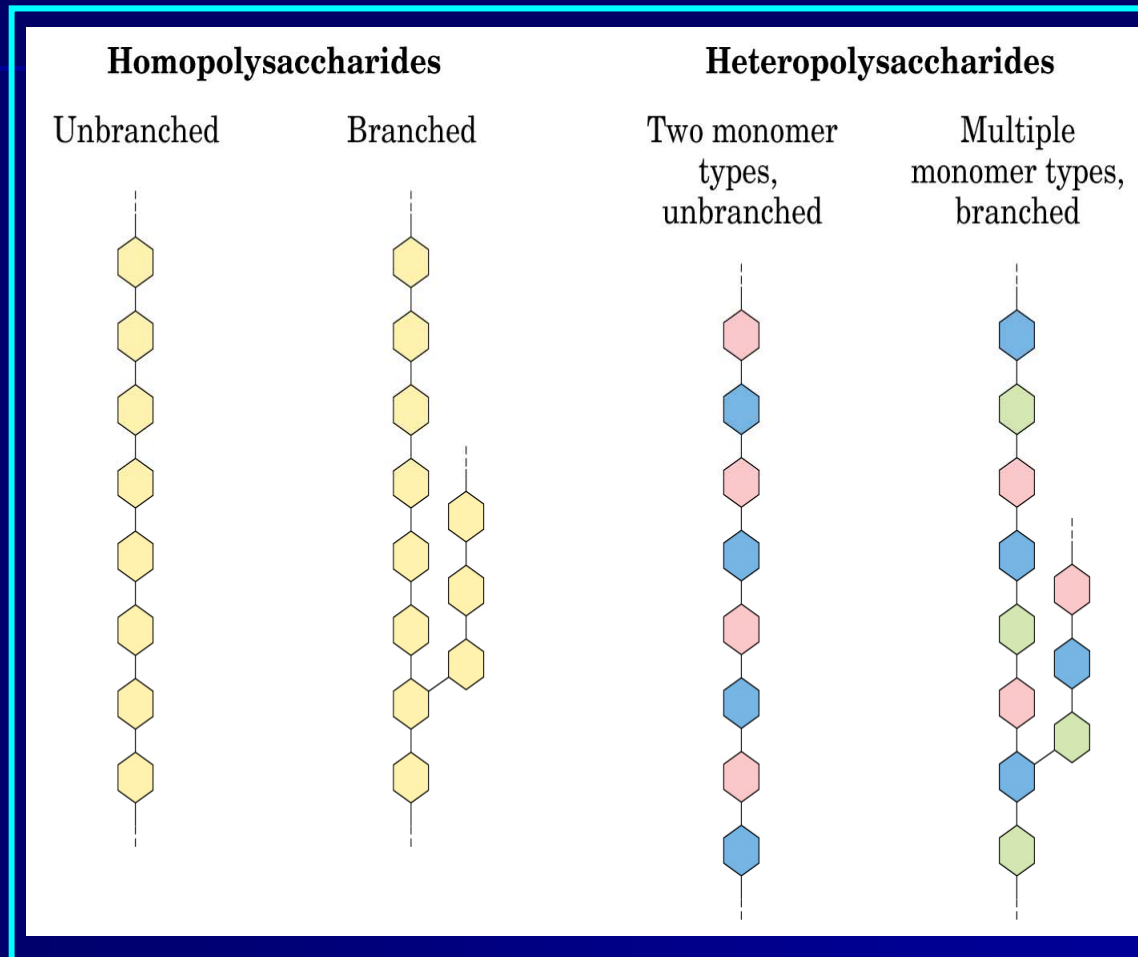 Homopolysaccharides
Unbranched
Branched
Heteropolysaccharides
Two monomer
types,
unbranched
Multiple
monomer types,
branched